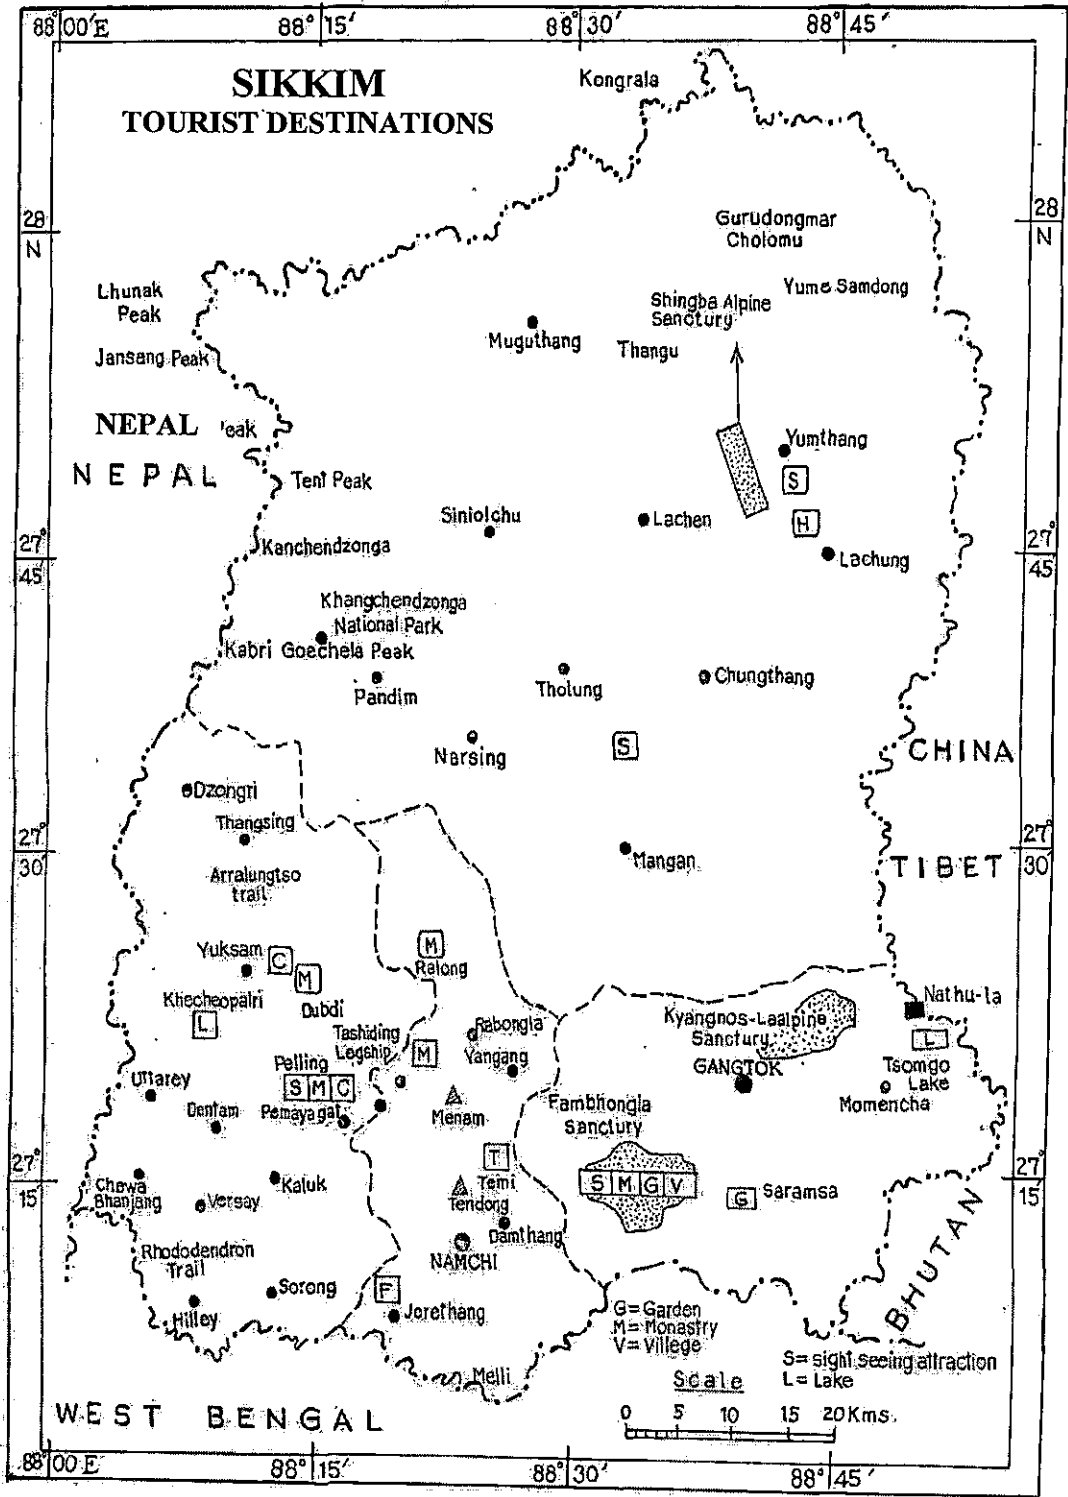 88°00'E 88°15' 88°30' 88°45'
SIKKIM
TOURIST DESTINATIONS
Kongrala
28 N
28 N
Gurudongmar
Cholomu
Lhunak
Peak
Yume Samdong
Shingba Alpine
Sanctury
Muguthang
Thangu
Jansang Peak
NEPAL 'eak
NEPAL
Yumthang
S
Tent Peak
Siniolchu
Lachen
H
27° 45'
27° 45'
Kanchendzonga
Lachung
Khangchendzonga
National Park
Kabri Goechela Peak
Pandim
Tholung
Chungthang
Narsing
S
CHINA
Dzongri
Thangsing
27° 30'
27° 30'
Mangan
TIBET
Arralungtso
trail
Yuksam
C
M
Dubdi
M
Ralong
Khecheopalri
L
Nathu-la
Kyangnos-Laalpine
Sanctury
L
Tsomgo
Lake
Tashiding
Legship
Rabongla
M
Yangang
GANGTOK
Momencha
Pelling
S M C
Pemayagat
Uttarey
Dentam
Menam
Fambhongla
Sanctury
27° 15'
27° 15'
T
Temi
S M G V
G
Saramsa
Chewa
Bhanjang
Kaluk
Versay
Tendong
Damthang
NAMCHI
BHUTAN
Rhododendron
Trail
Sorong
Hilley
F
Jorethang
G=Garden
M=Monastry
V=Villege
S=sight seeing attraction
L=Lake
Melli
Scale
0 5 10 15 20Kms.
WEST BENGAL
88°00 E 88°15' 88°30' 88°45'